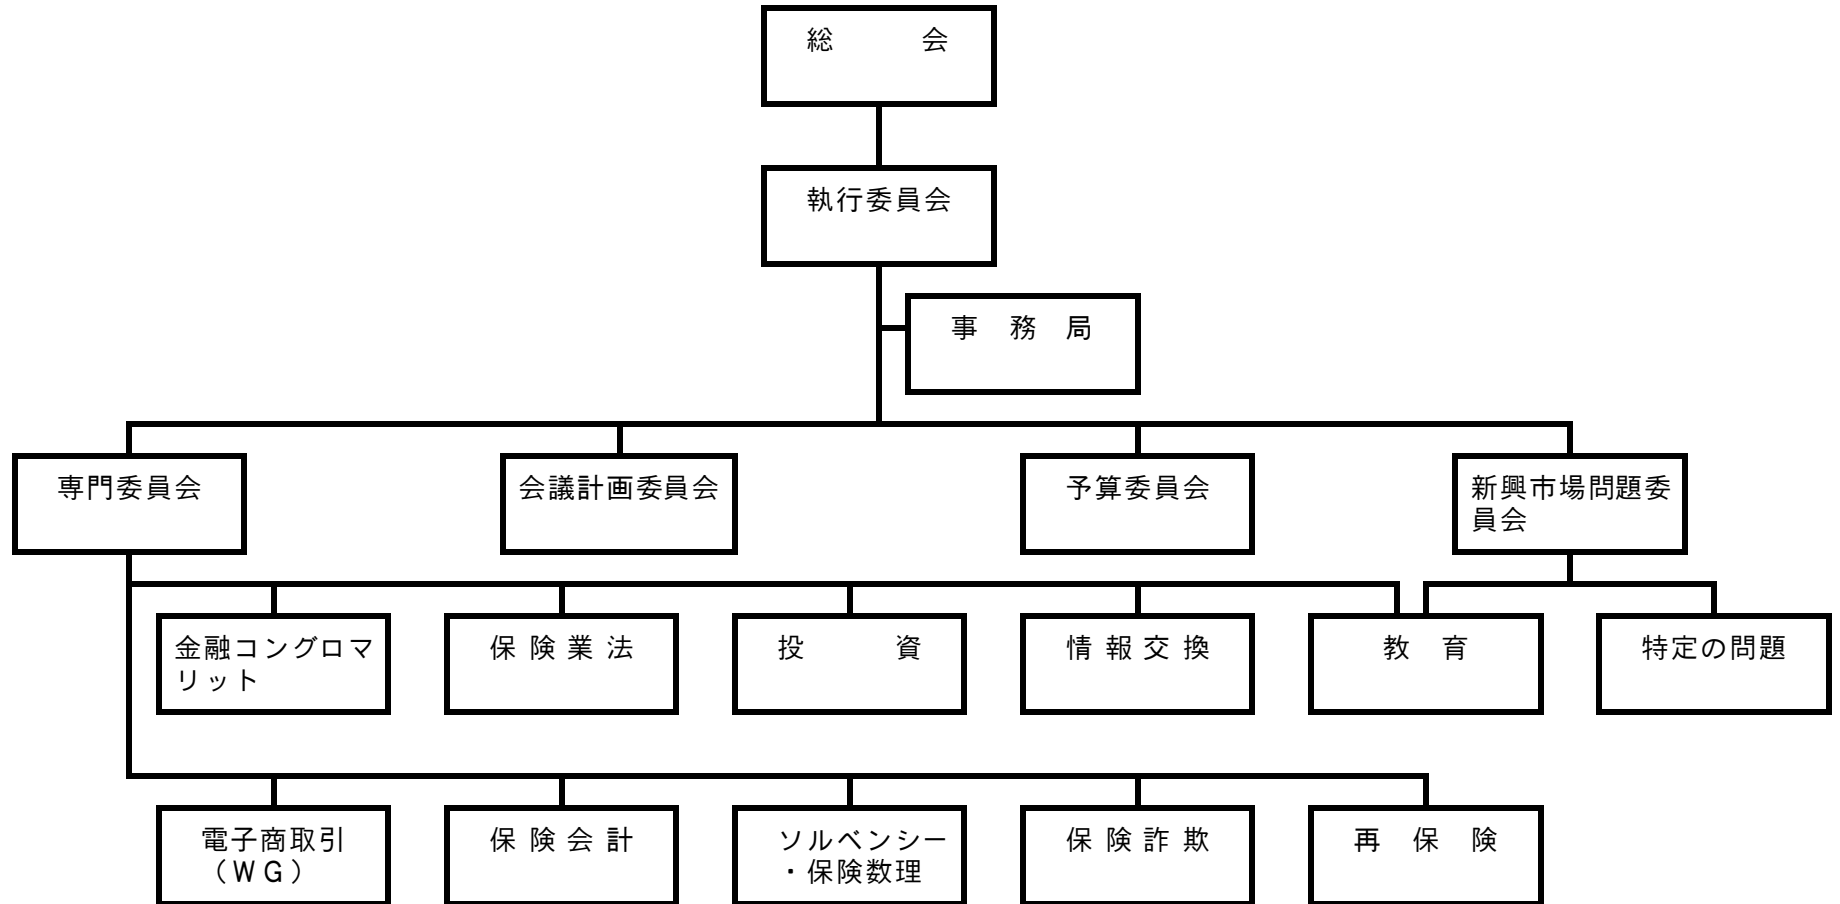 総　会
執行委員会
事　務　局
専門委員会
会議計画委員会
予算委員会
新興市場問題委
員会
金融コングロマ
リット
保険業法
投　資
情報交換
教　育
特定の問題
電子商取引
（ＷＧ）
保険会計
ソルベンシー
・保険数理
保険詐欺
再　保　険